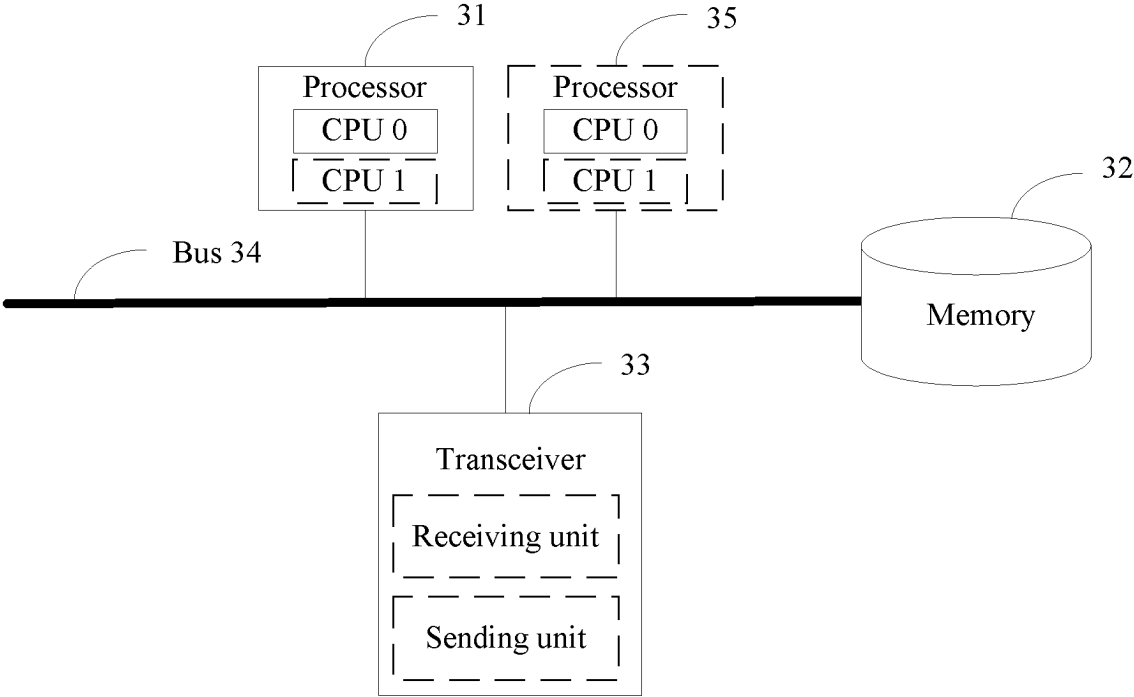 31
35
Processor
CPU 0
CPU 1
Processor
CPU 0
CPU 1
32
Bus 34
Memory
33
Transceiver
Receiving unit
Sending unit